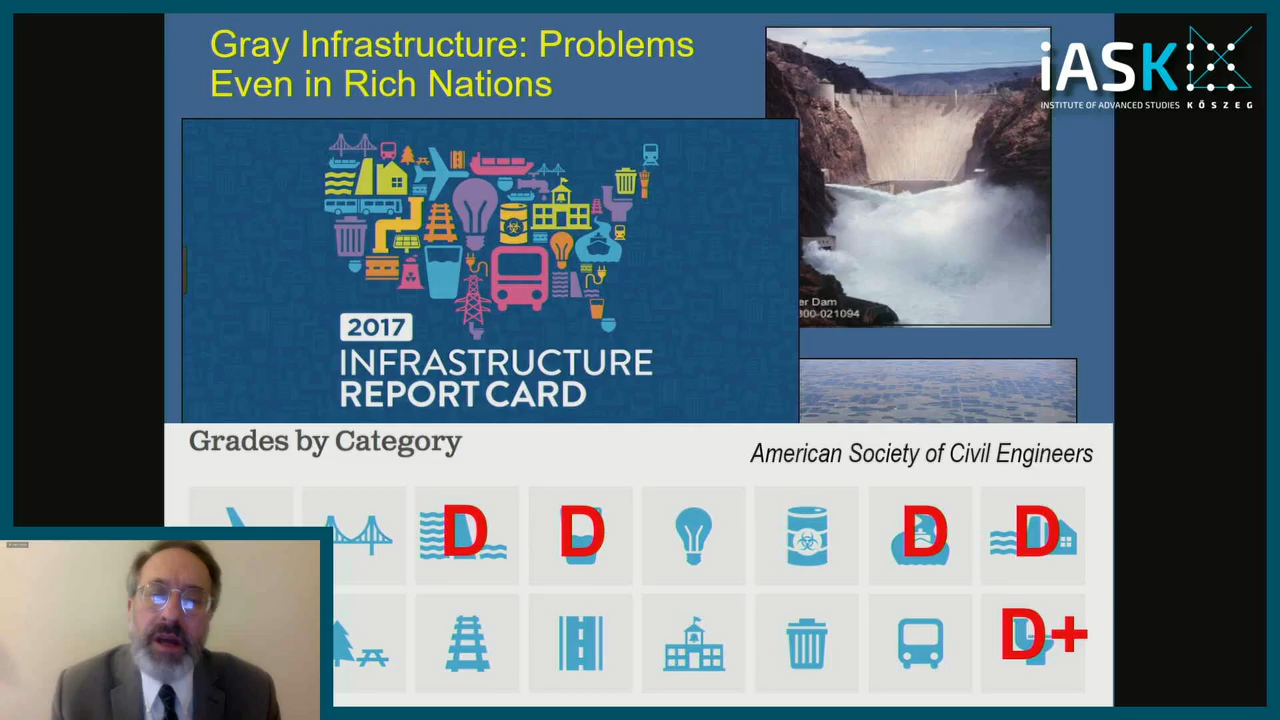 Gray Infrastructure: Problems
Even in Rich Nations
iASK
INSTITUTE OF ADVANCED STUDIES KŐSZEG
er Dam
300-021094
2017
INFRASTRUCTURE
REPORT CARD
Grades by Category
American Society of Civil Engineers
D D D D
D+